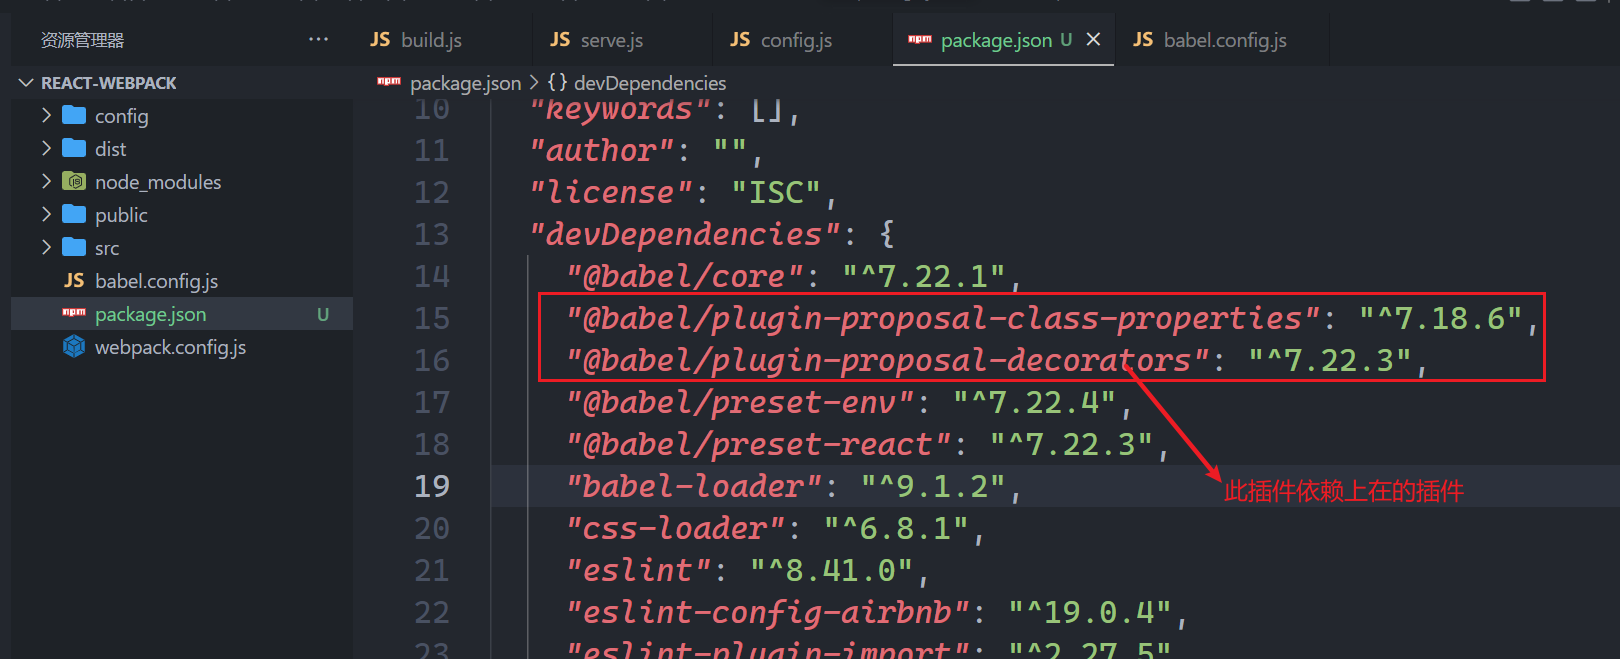 资源管理器 ···
JS build.js JS serve.js JS config.js npm package.json U × JS babel.config.js
REACT-WEBPACK
npm package.json > {} devDependencies
config
dist
node_modules
public
src
JS babel.config.js
npm package.json U
webpack.config.js
10 "keywords": [],
11 "author": "",
12 "license": "ISC",
13 "devDependencies": {
14 "@babel/core": "^7.22.1",
15 "@babel/plugin-proposal-class-properties": "^7.18.6",
16 "@babel/plugin-proposal-decorators": "^7.22.3",
17 "@babel/preset-env": "^7.22.4",
18 "@babel/preset-react": "^7.22.3",
19 "babel-loader": "^9.1.2",
此插件依赖上在的插件
20 "css-loader": "^6.8.1",
21 "eslint": "^8.41.0",
22 "eslint-config-airbnb": "^19.0.4",
23 "eslint-plugin-import": "^2.27.5"